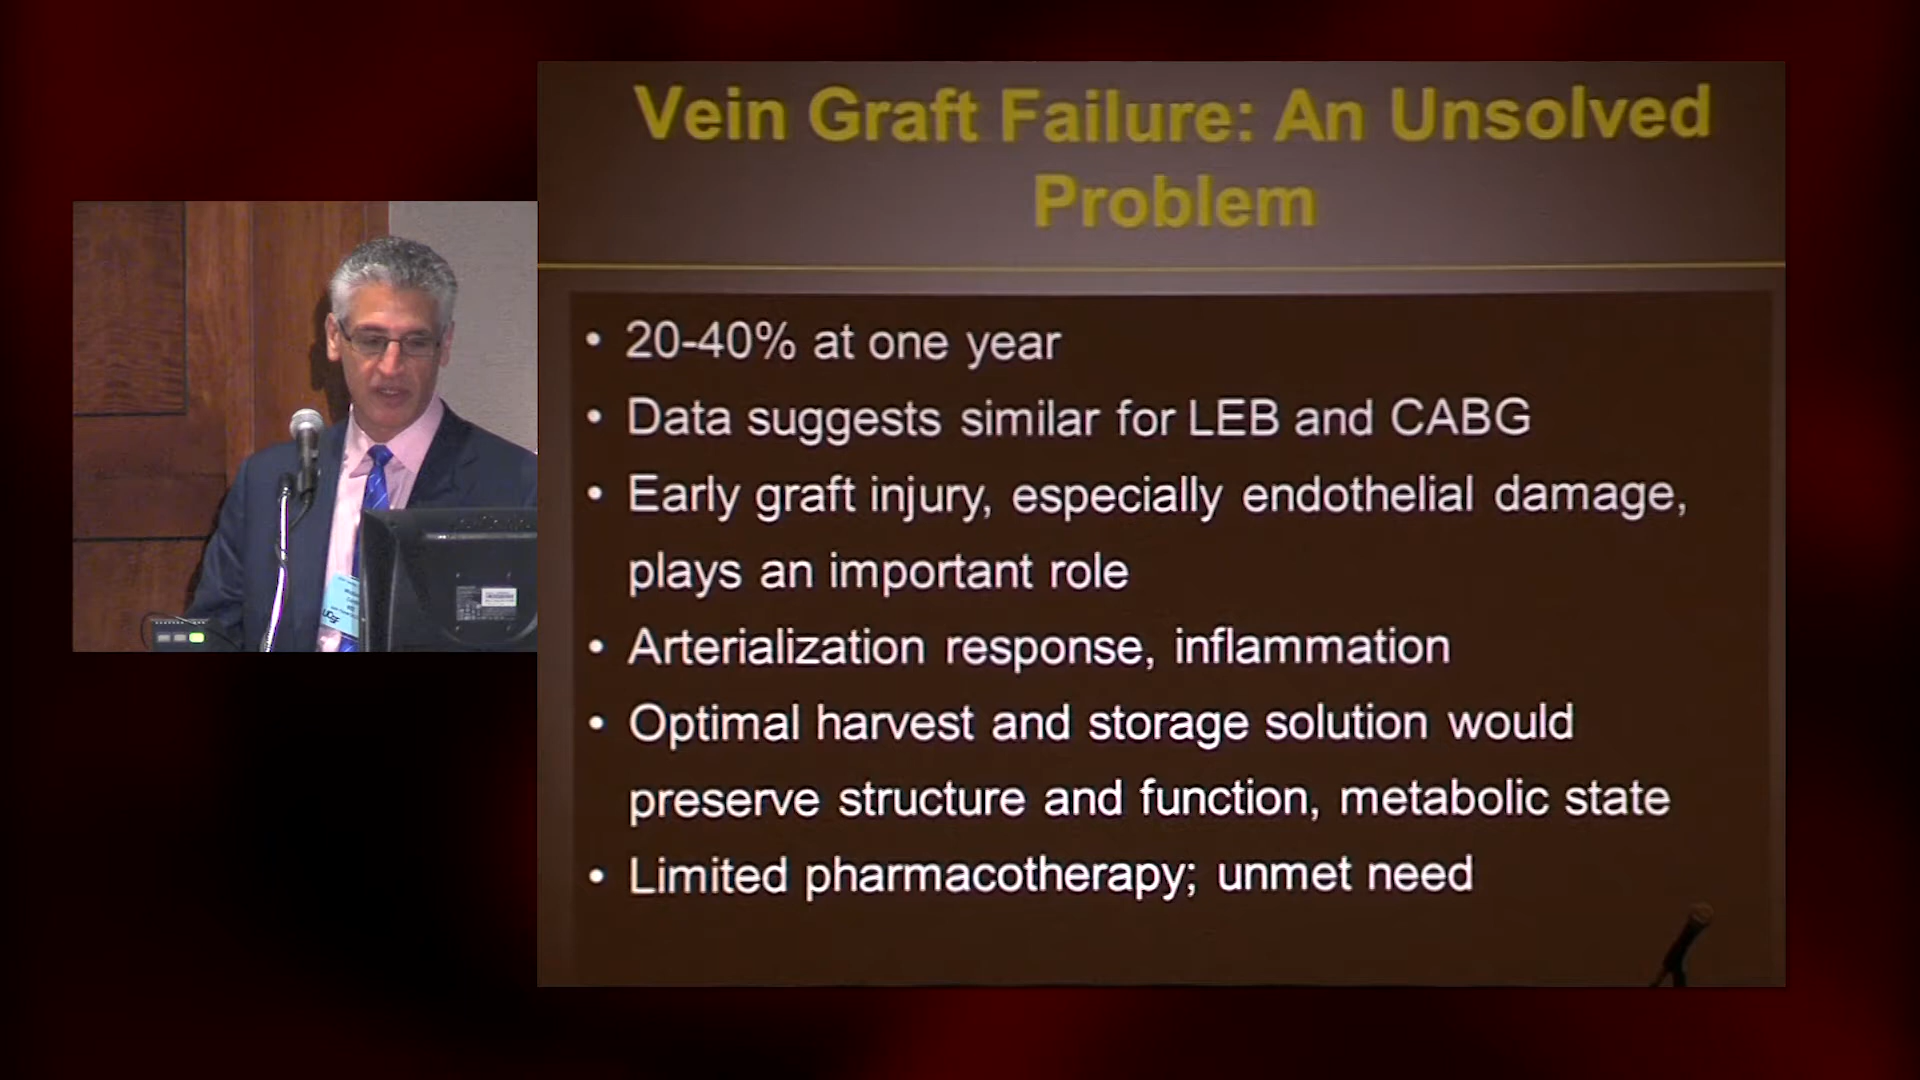 Vein Graft Failure: An Unsolved
Problem
• 20-40% at one year
• Data suggests similar for LEB and CABG
• Early graft injury, especially endothelial damage,
plays an important role
• Arterialization response, inflammation
• Optimal harvest and storage solution would
preserve structure and function, metabolic state
• Limited pharmacotherapy; unmet need
UCSF